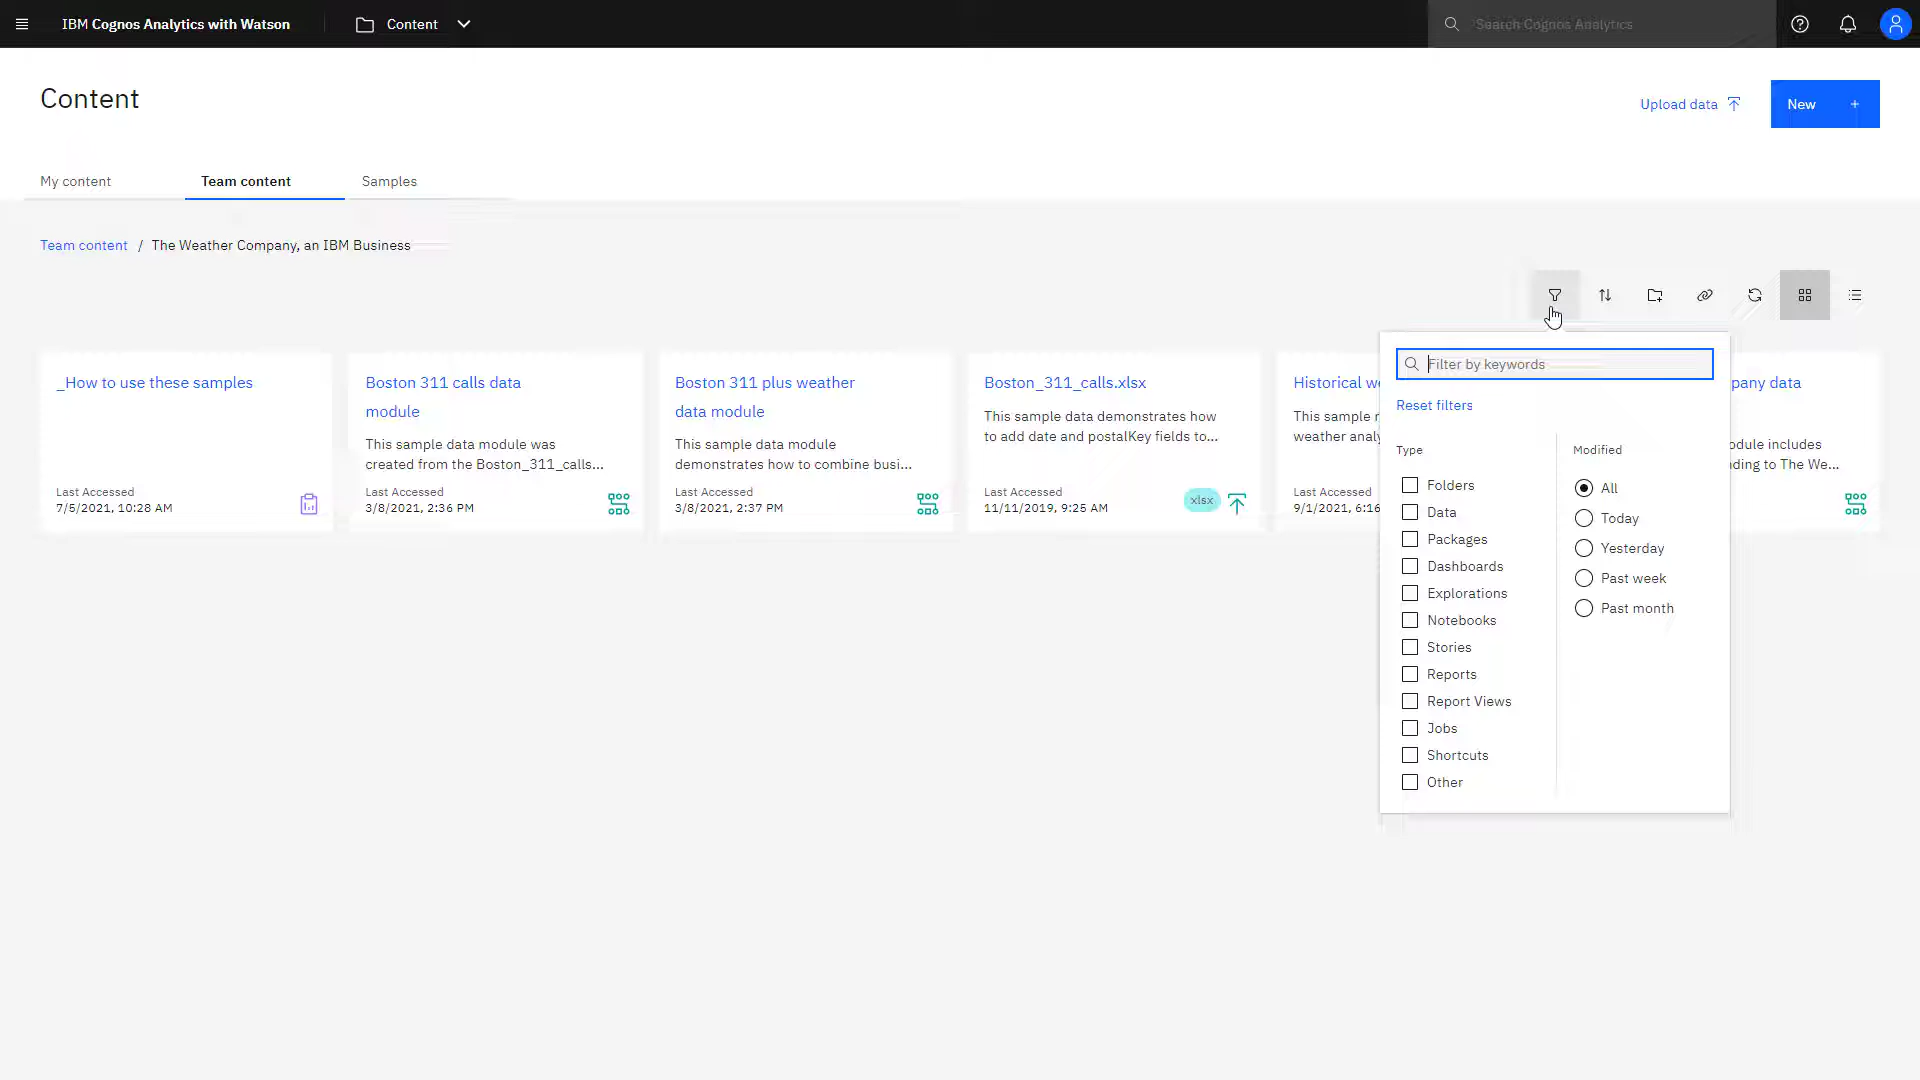 IBM Cognos Analytics with Watson
Content
Search Cognos Analytics
Content
Upload data
New +
My content
Team content
Samples
Team content / The Weather Company, an IBM Business
_How to use these samples
Last Accessed
7/5/2021, 10:28 AM
Boston 311 calls data
module
This sample data module was
created from the Boston_311_calls...
Last Accessed
3/8/2021, 2:36 PM
Boston 311 plus weather
data module
This sample data module
demonstrates how to combine busi...
Last Accessed
3/8/2021, 2:37 PM
Boston_311_calls.xlsx
This sample data demonstrates how
to add date and postalKey fields to...
Last Accessed
11/11/2019, 9:25 AM
xlsx
Historical we
This sample r
weather analy
Last Accessed
9/1/2021, 6:16
pany data
odule includes
ding to The We...
Filter by keywords
Reset filters
Type
Folders
Data
Packages
Dashboards
Explorations
Notebooks
Stories
Reports
Report Views
Jobs
Shortcuts
Other
Modified
All
Today
Yesterday
Past week
Past month